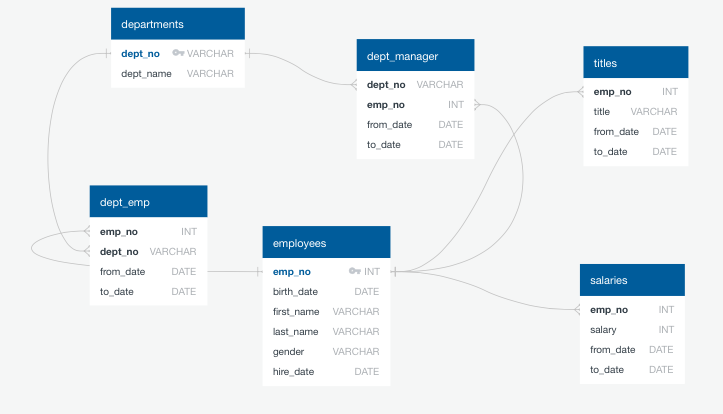 departments
dept_no VARCHAR
dept_name VARCHAR
dept_manager
dept_no VARCHAR
emp_no INT
from_date DATE
to_date DATE
titles
emp_no INT
title VARCHAR
from_date DATE
to_date DATE
dept_emp
emp_no INT
dept_no VARCHAR
from_date DATE
to_date DATE
employees
emp_no INT
birth_date DATE
first_name VARCHAR
last_name VARCHAR
gender VARCHAR
hire_date DATE
salaries
emp_no INT
salary INT
from_date DATE
to_date DATE